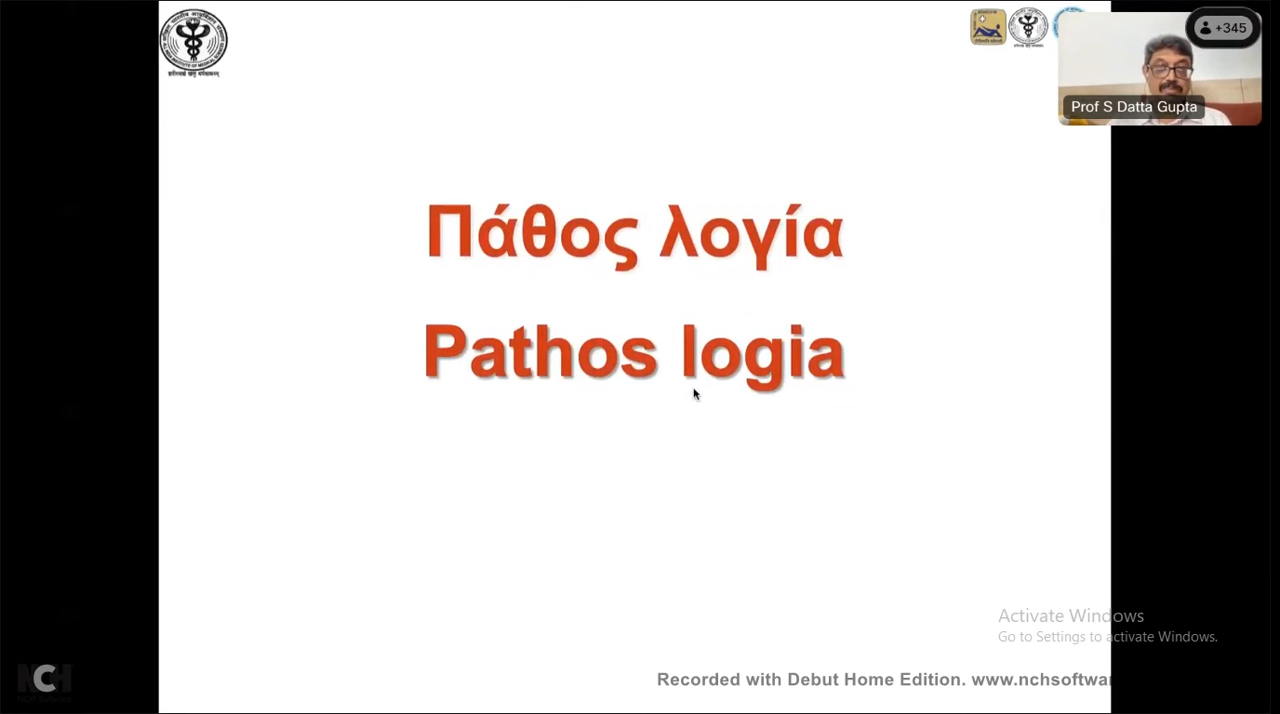 +345
Prof S Datta Gupta
Πάθος λογία
Pathos logia
Activate Windows
Go to Settings to activate Windows.
Recorded with Debut Home Edition. www.nchsoftwar
NCH